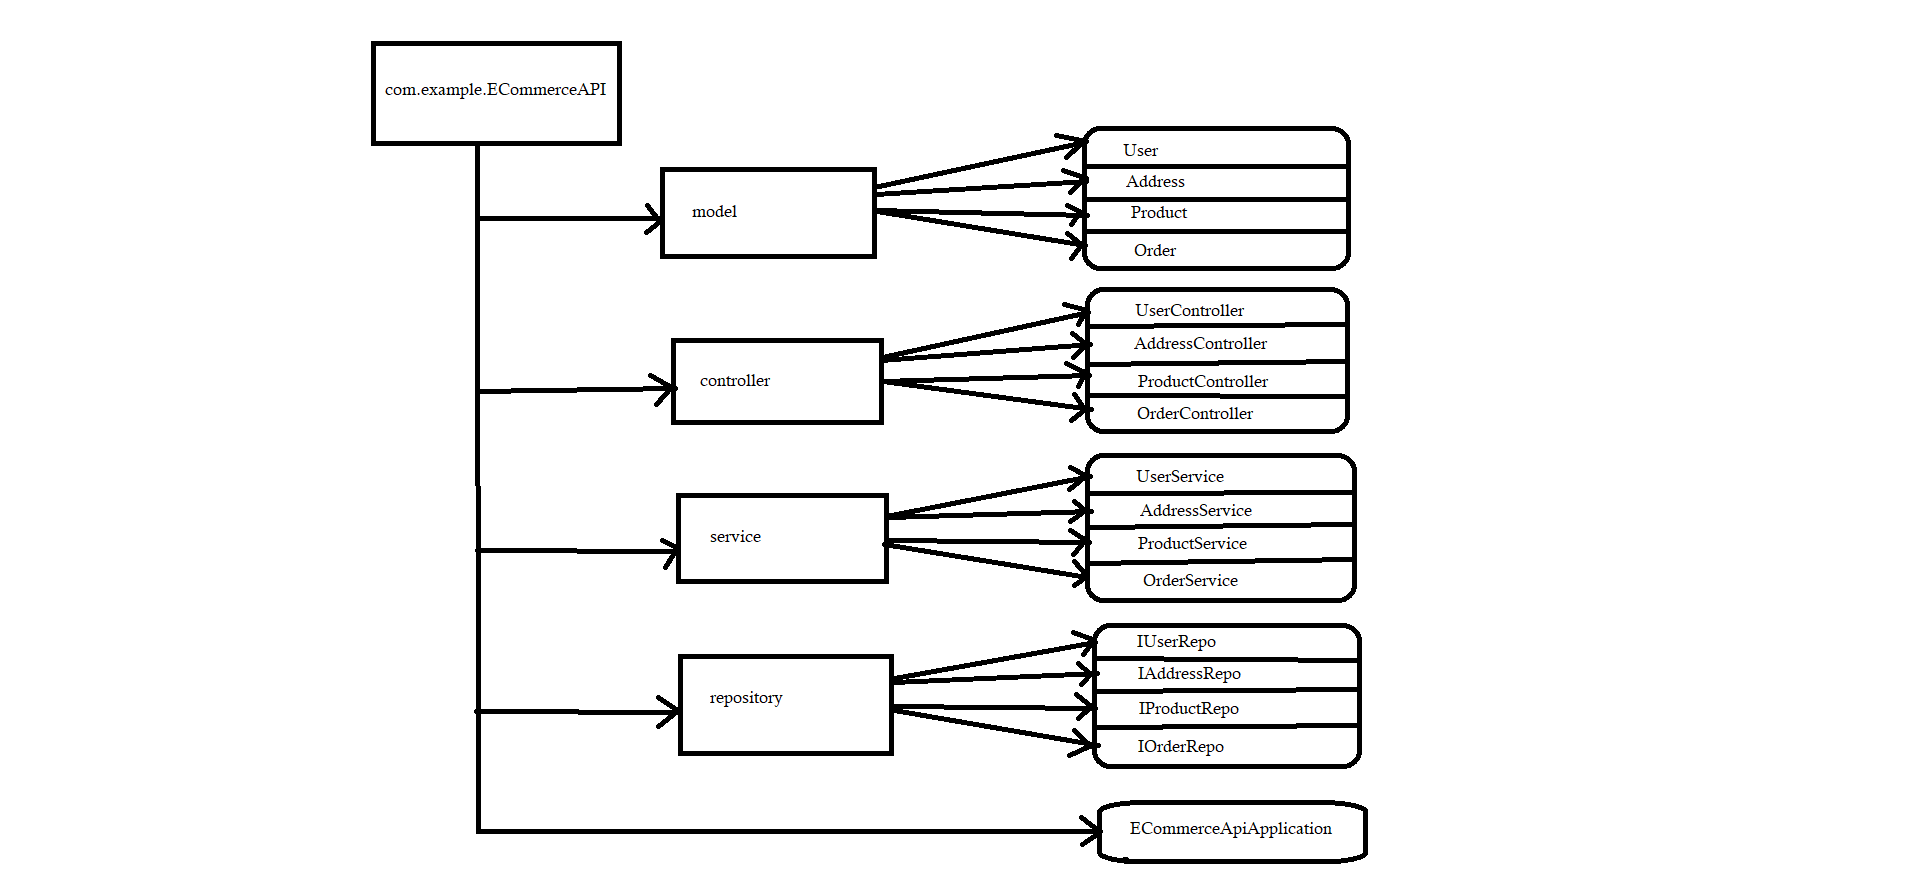 com.example.ECommerceAPI
model
User
Address
Product
Order
controller
UserController
AddressController
ProductController
OrderController
service
UserService
AddressService
ProductService
OrderService
repository
IUserRepo
IAddressRepo
IProductRepo
IOrderRepo
ECommerceApiApplication